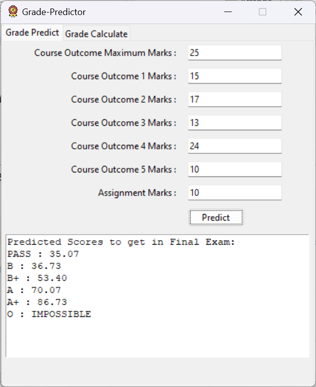 Grade-Predictor
Grade Predict Grade Calculate
Course Outcome Maximum Marks : 25
Course Outcome 1 Marks : 15
Course Outcome 2 Marks : 17
Course Outcome 3 Marks : 13
Course Outcome 4 Marks : 24
Course Outcome 5 Marks : 10
Assignment Marks : 10
Predict
Predicted Scores to get in Final Exam:
PASS : 35.07
B : 36.73
B+ : 53.40
A : 70.07
A+ : 86.73
O : IMPOSSIBLE